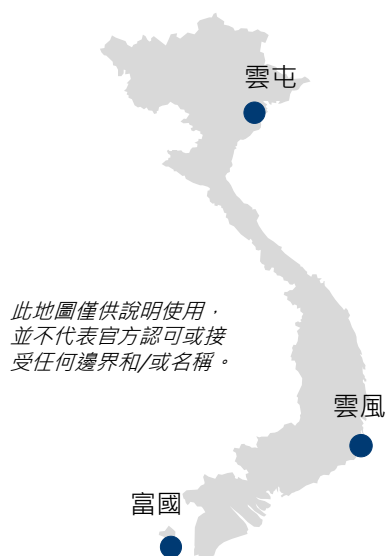 雲屯
此地圖僅供說明使用，
並不代表官方認可或接
受任何邊界和/或名稱。
雲風
富國